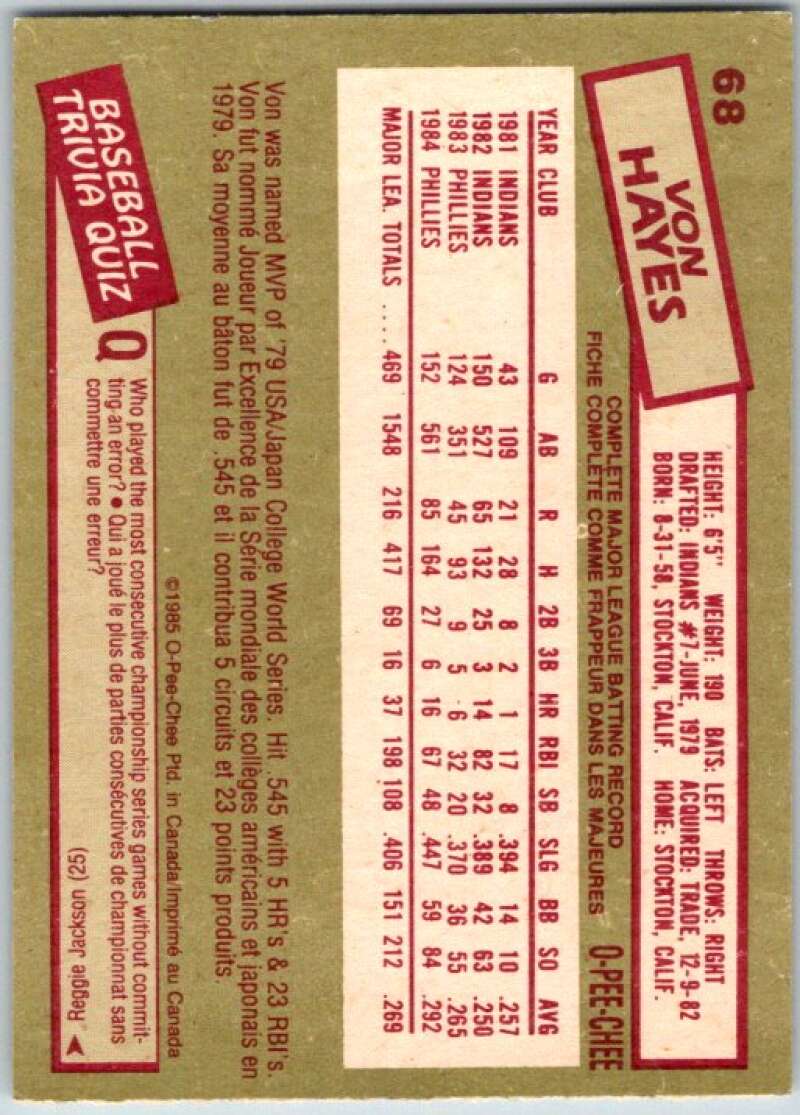 68
VON
HAYES
HEIGHT: 6'5" WEIGHT: 190 BATS: LEFT THROWS: RIGHT
DRAFTED: INDIANS #7-JUNE, 1979 ACQUIRED: TRADE, 12-9-82
BORN: 8-31-58, STOCKTON, CALIF. HOME: STOCKTON, CALIF.
COMPLETE MAJOR LEAGUE BATTING RECORD
FICHE COMPLÈTE COMME FRAPPEUR DANS LES MAJEURES O-PEE-CHEE
YEAR CLUB G AB R H 2B 3B HR RBI SB SLG BB SO AVG
1981 INDIANS 43 109 21 28 8 2 1 17 8 .394 14 10 .257
1982 INDIANS 150 527 65 132 25 3 14 82 32 .389 42 63 .250
1983 PHILLIES 124 351 45 93 9 5 6 32 20 .370 36 55 .265
1984 PHILLIES 152 561 85 164 27 6 16 67 48 .447 59 84 .292
MAJOR LEA. TOTALS .... 469 1548 216 417 69 16 37 198 108 .406 151 212 .269
Von was named MVP of '79 USA/Japan College World Series. Hit .545 with 5 HR's & 23 RBI's.
Von fut nommé Joueur par Excellence de la Série mondiale des collèges américains et japonais en
1979. Sa moyenne au bâton fut de .545 et il contribua 5 circuits et 23 points produits.
©1985 O-Pee-Chee Ptd. in Canada/Imprimé au Canada
BASEBALL
TRIVIA QUIZ
Q Who played the most consecutive championship series games without commit-
ting an error? • Qui a joué le plus de parties consécutives de championnat sans
commettre une erreur?
Reggie Jackson (25)